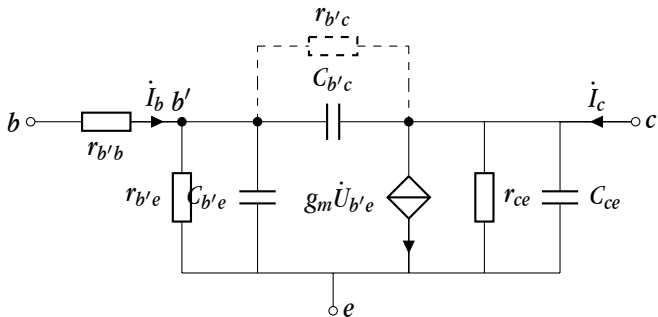 r_{b'c}
C_{b'c}
b
r_{b'b}
İ_b
b'
İ_c
c
r_{b'e}
C_{b'e}
g_m U̇_{b'e}
r_{ce}
C_{ce}
e